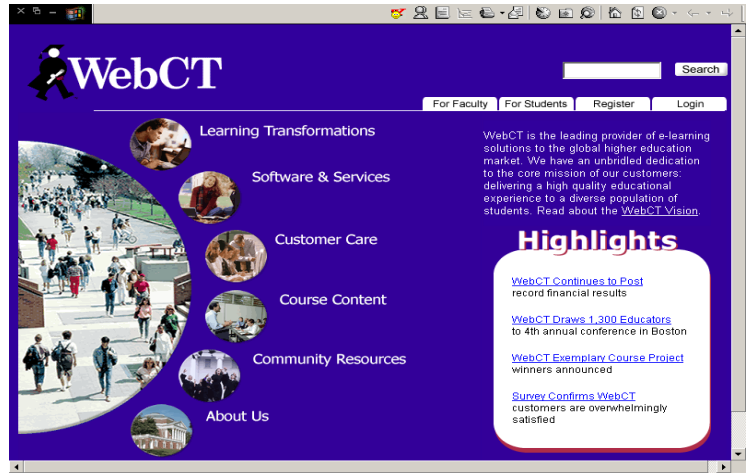 WebCT
Search
For Faculty
For Students
Register
Login
Learning Transformations
Software & Services
Customer Care
Course Content
Community Resources
About Us
WebCT is the leading provider of e-learning
solutions to the global higher education
market. We have an unbridled dedication
to the core mission of our customers:
delivering a high quality educational
experience to a diverse population of
students. Read about the WebCT Vision.
Highlights
WebCT Continues to Post
record financial results
WebCT Draws 1,300 Educators
to 4th annual conference in Boston
WebCT Exemplary Course Project
winners announced
Survey Confirms WebCT
customers are overwhelmingly
satisfied